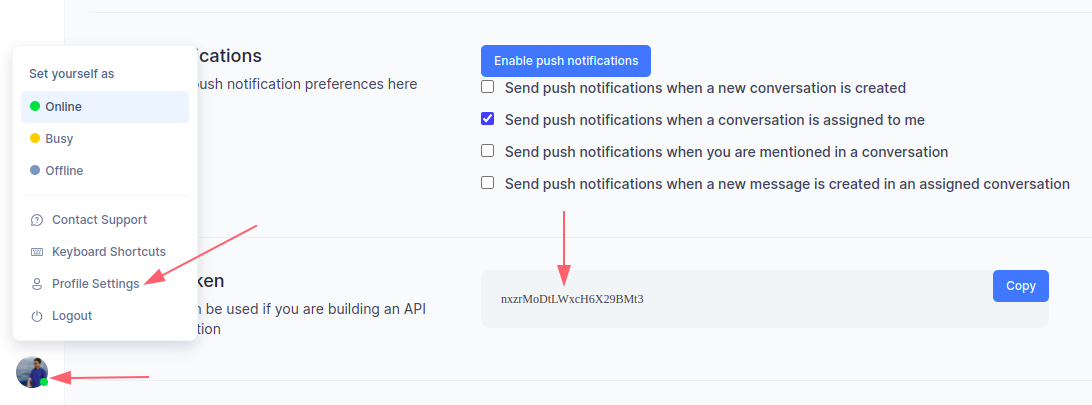 Set yourself as
Online
Busy
Offline
Contact Support
Keyboard Shortcuts
Profile Settings
Logout
cations
push notification preferences here
Enable push notifications
Send push notifications when a new conversation is created
Send push notifications when a conversation is assigned to me
Send push notifications when you are mentioned in a conversation
Send push notifications when a new message is created in an assigned conversation
ken
n be used if you are building an API
tion
nxzrMoDtLWxcH6X29BMt3
Copy